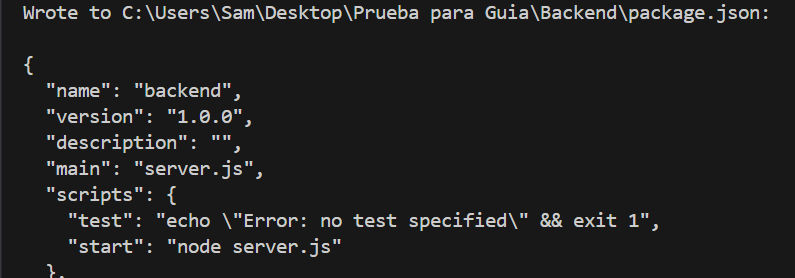 Wrote to C:\Users\Sam\Desktop\Prueba para Guia\Backend\package.json:
{
"name": "backend",
"version": "1.0.0",
"description": "",
"main": "server.js",
"scripts": {
"test": "echo \"Error: no test specified\" && exit 1",
"start": "node server.js"
},